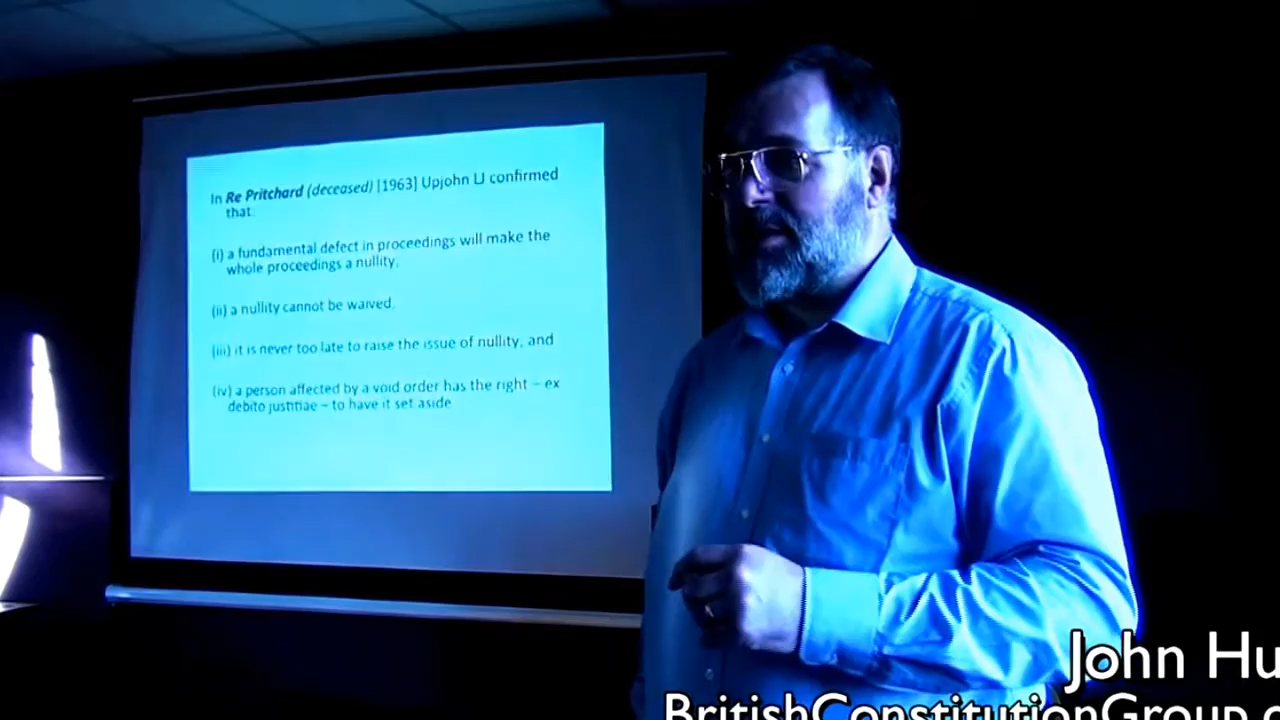 In Re Pritchard (deceased) [1963] Upjohn LJ confirmed
that:
(i) a fundamental defect in proceedings will make the
whole proceedings a nullity,
(ii) a nullity cannot be waived,
(iii) it is never too late to raise the issue of nullity, and
(iv) a person affected by a void order has the right – ex
debito justitiae – to have it set aside
John Hu
BritishConstitutionGroup